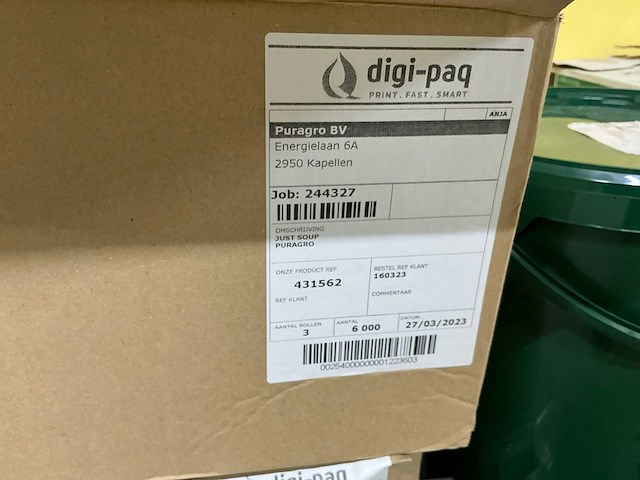 digi-paq
PRINT. FAST. SMART
ANJA
Puragro BV
Energielaan 6A
2950 Kapellen
Job: 244327
OMSCHRIJVING
JUST SOUP
PURAGRO
ONZE PRODUCT REF.
431562
REF KLANT
BESTEL REF KLANT
160323
COMMENTAAR
AANTAL ROLLEN
3
AANTAL
6 000
DATUM
27/03/2023
00254000000001223603
digi-paq